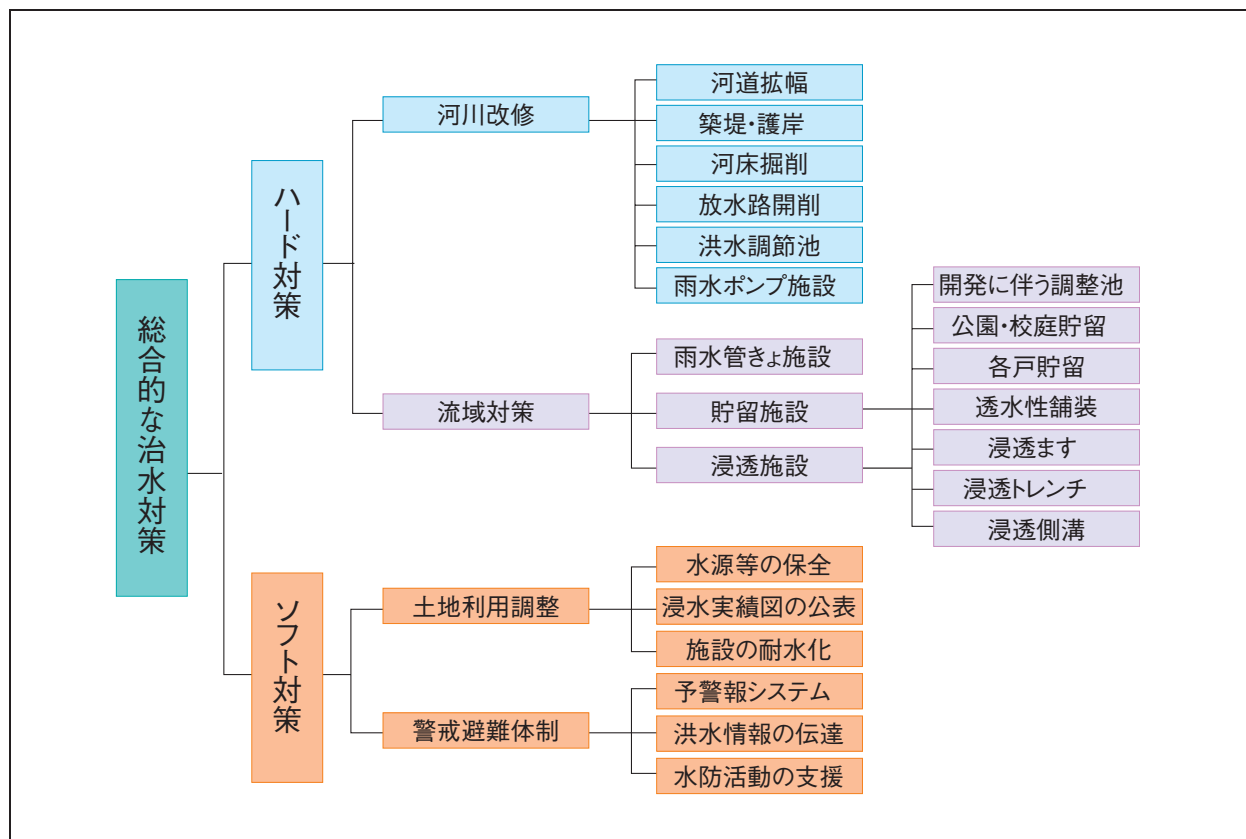 総合的な治水対策
ハード対策
河川改修
河道拡幅
築堤・護岸
河床掘削
放水路開削
洪水調節池
雨水ポンプ施設
流域対策
雨水管きょ施設
貯留施設
浸透施設
開発に伴う調整池
公園・校庭貯留
各戸貯留
透水性舗装
浸透ます
浸透トレンチ
浸透側溝
ソフト対策
土地利用調整
水源等の保全
浸水実績図の公表
施設の耐水化
警戒避難体制
予警報システム
洪水情報の伝達
水防活動の支援